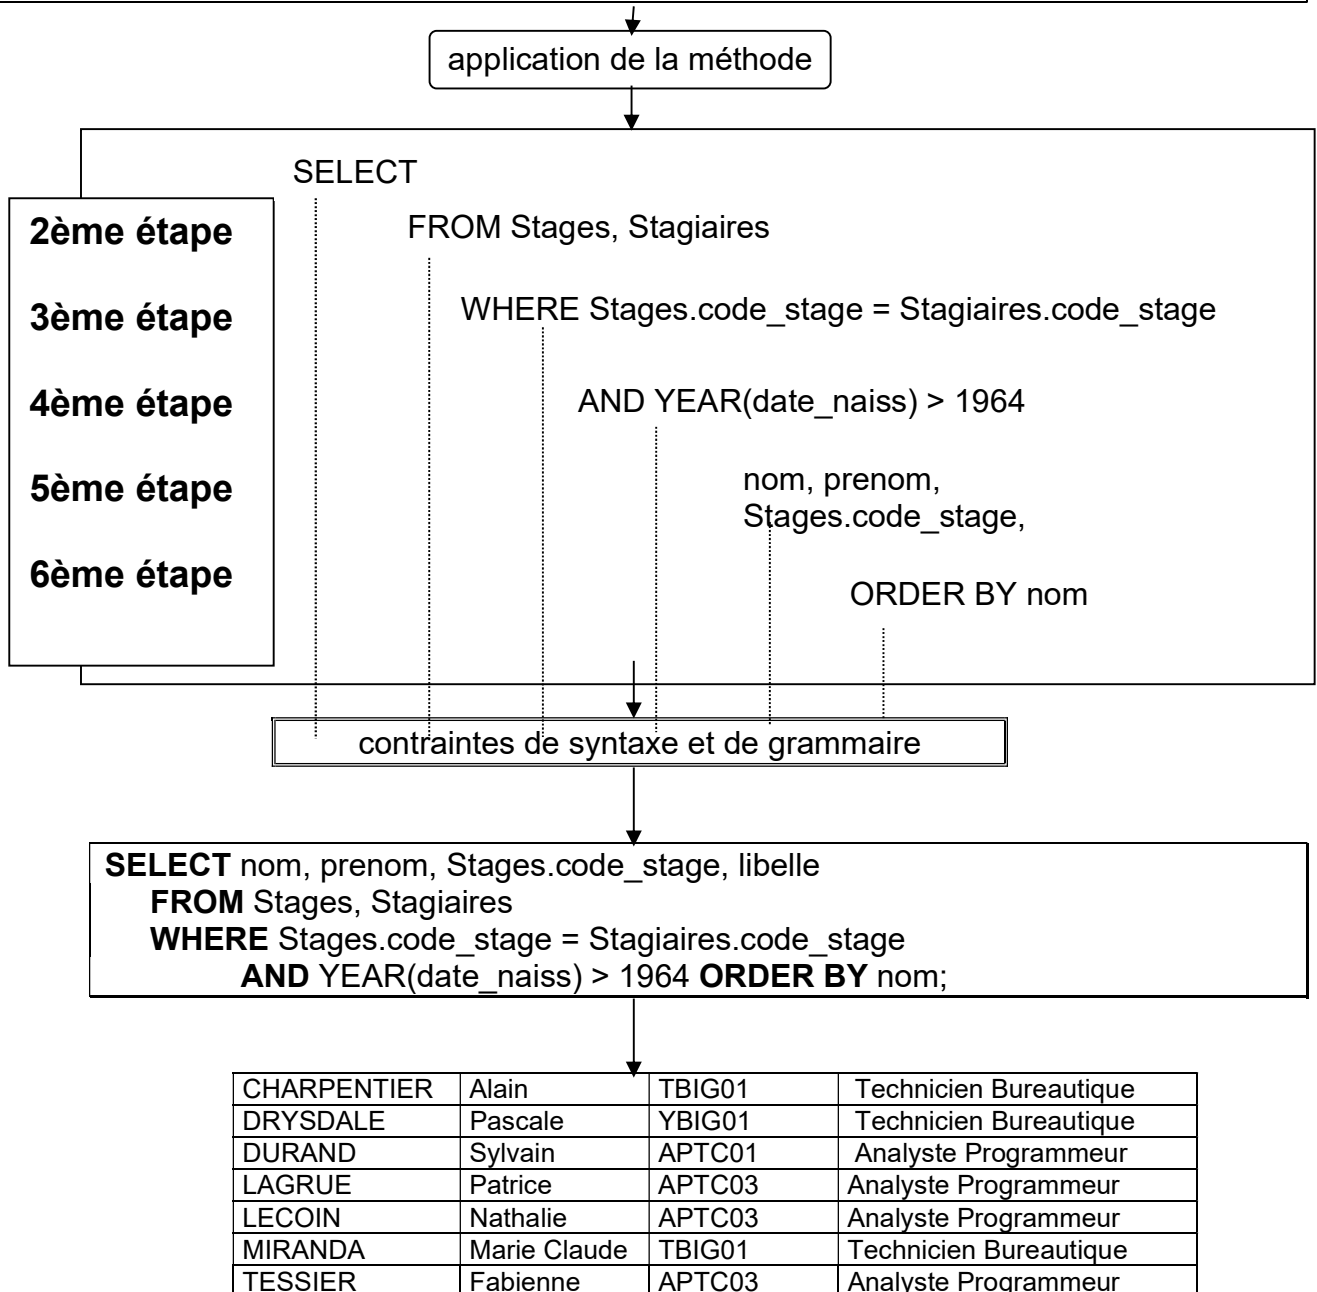 application de la méthode
SELECT
2ème étape
FROM Stages, Stagiaires
3ème étape
WHERE Stages.code_stage = Stagiaires.code_stage
4ème étape
AND YEAR(date_naiss) > 1964
5ème étape
nom, prenom,
Stages.code_stage,
6ème étape
ORDER BY nom
contraintes de syntaxe et de grammaire
SELECT nom, prenom, Stages.code_stage, libelle
FROM Stages, Stagiaires
WHERE Stages.code_stage = Stagiaires.code_stage
AND YEAR(date_naiss) > 1964 ORDER BY nom;
CHARPENTIER Alain TBIG01 Technicien Bureautique
DRYSDALE Pascale YBIG01 Technicien Bureautique
DURAND Sylvain APTC01 Analyste Programmeur
LAGRUE Patrice APTC03 Analyste Programmeur
LECOIN Nathalie APTC03 Analyste Programmeur
MIRANDA Marie Claude TBIG01 Technicien Bureautique
TESSIER Fabienne APTC03 Analyste Programmeur